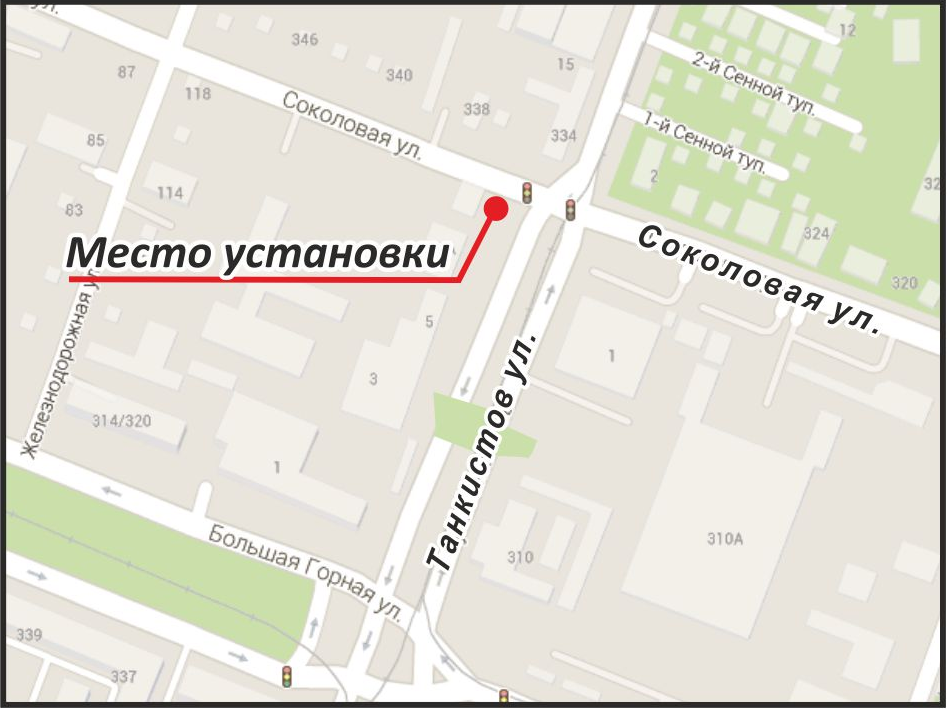 ул.
346
12
87
15
2-й Сенной туп.
340
118
Соколовая ул.
338
1-й Сенной туп.
334
85
2
114
83
324
Место установки
Соколовая ул.
320
5
1
3
Железнодорожная ул.
Танкистов ул.
314/320
1
310А
Большая Горная ул.
310
339
337